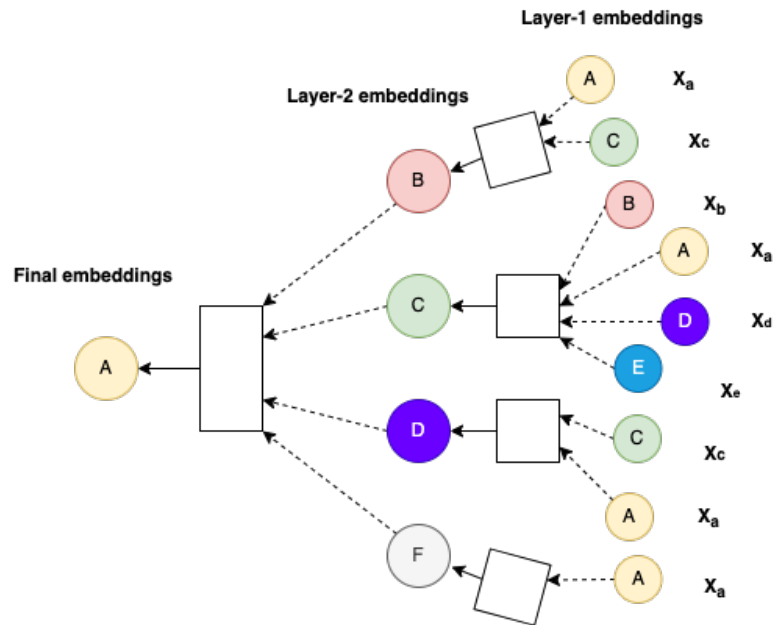 Layer-1 embeddings
A
Xa
Layer-2 embeddings
C
Xc
B
B
Xb
A
Xa
Final embeddings
C
D
Xd
A
E
Xe
D
C
Xc
A
Xa
F
A
Xa